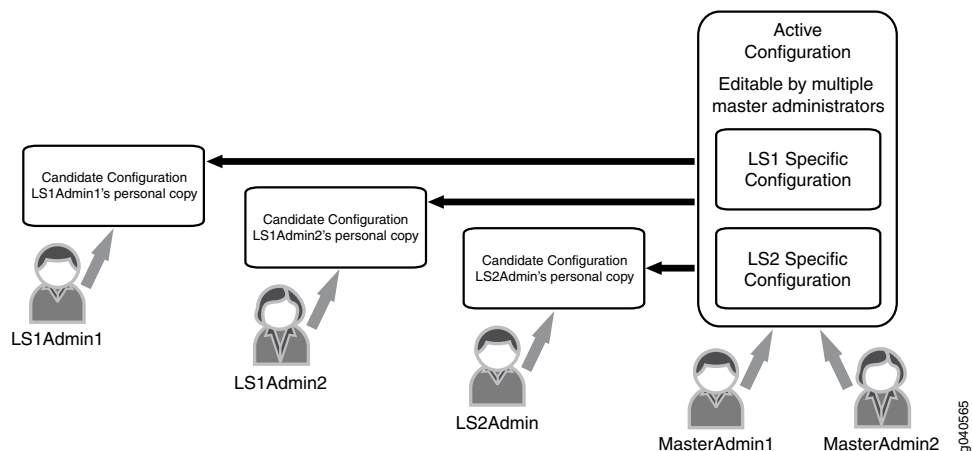 Active
Configuration
Editable by multiple
master administrators
LS1 Specific
Configuration
Candidate Configuration
LS1Admin1's personal copy
Candidate Configuration
LS1Admin2's personal copy
LS2 Specific
Configuration
Candidate Configuration
LS2Admin's personal copy
LS1Admin1
LS1Admin2
LS2Admin
MasterAdmin1
MasterAdmin2
g040565